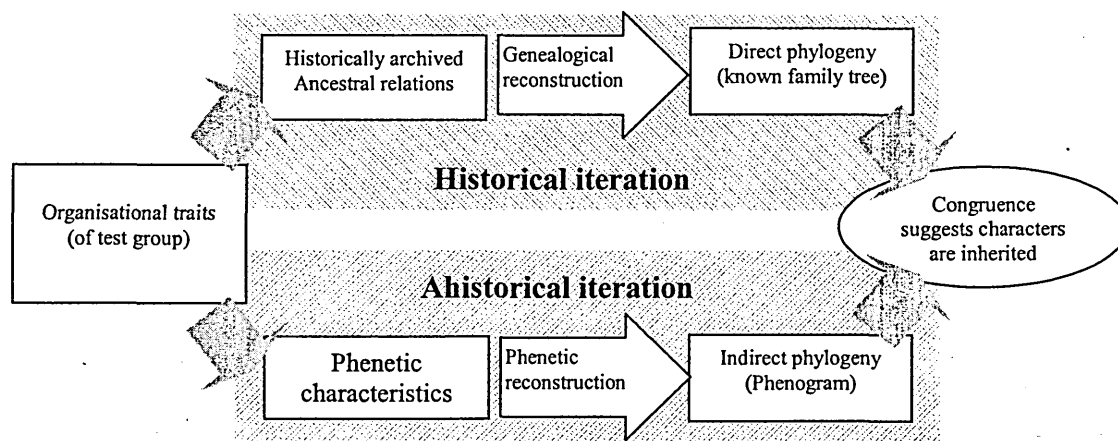 Historically archived
Ancestral relations
Genealogical
reconstruction
Direct phylogeny
(known family tree)
Historical iteration
Organisational traits
(of test group)
Congruence
suggests characters
are inherited
Ahistorical iteration
Phenetic
characteristics
Phenetic
reconstruction
Indirect phylogeny
(Phenogram)